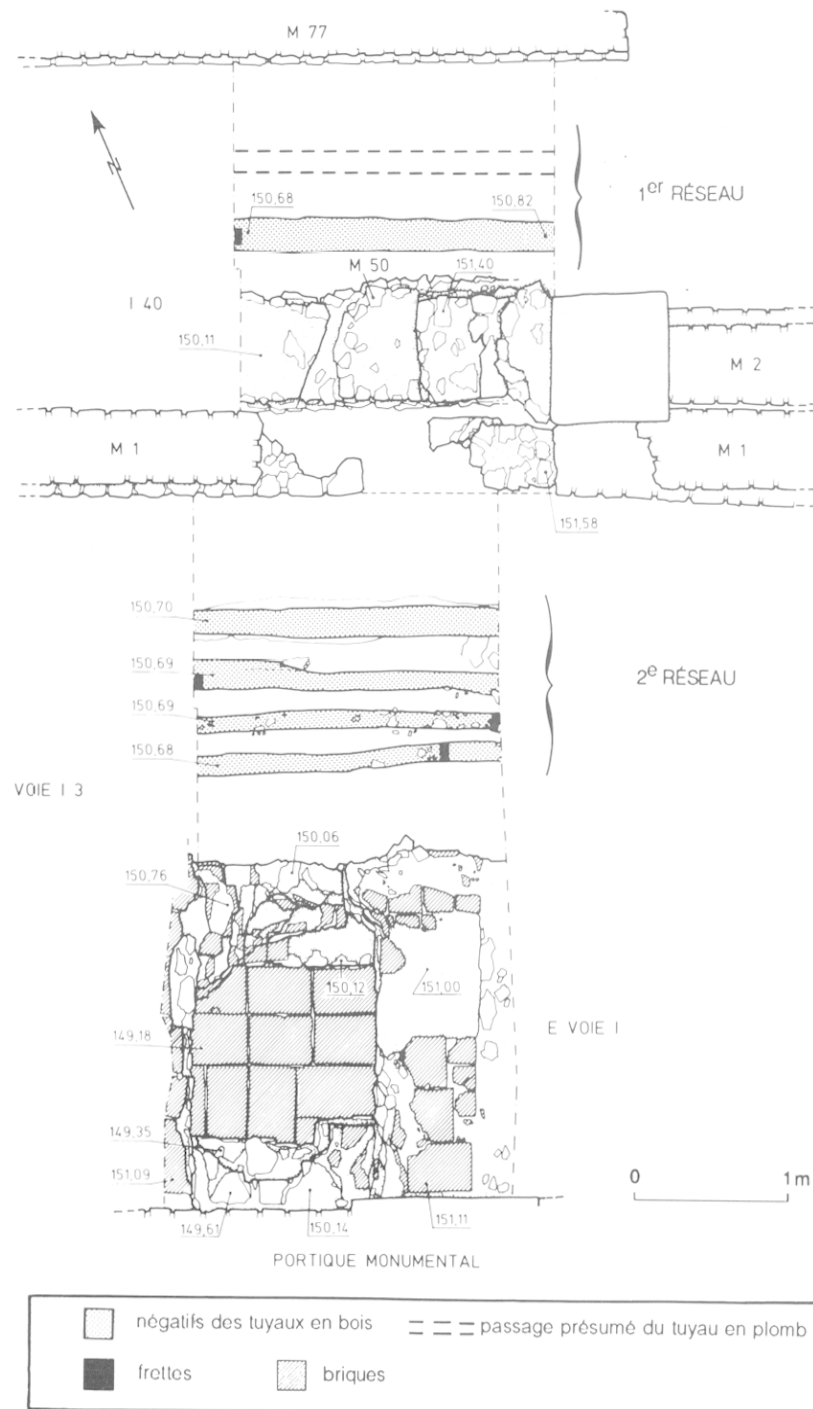 M 77
N
1er RÉSEAU
150,68
150,82
M 50
151,40
I 40
150,11
M 2
M 1
M 1
151,58
150,70
150,69
2e RÉSEAU
150,69
150,68
VOIE I 3
150,06
150,76
150,12
151,00
E VOIE I
149,18
149,35
151,09
0
1 m
149,61
150,14
151,11
PORTIQUE MONUMENTAL
négatifs des tuyaux en bois
passage présumé du tuyau en plomb
frettes
briques